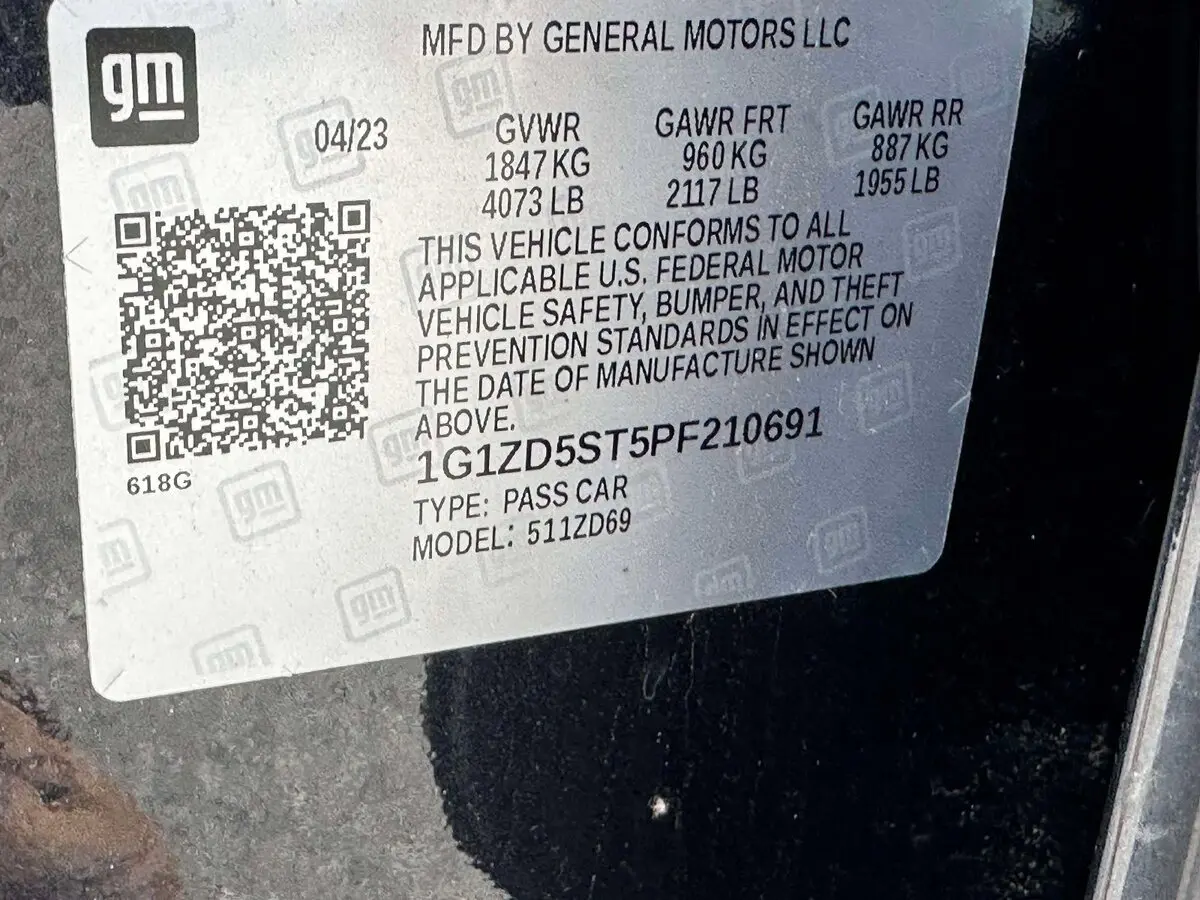 gm
MFD BY GENERAL MOTORS LLC
04/23
GVWR
1847 KG
4073 LB
GAWR FRT
960 KG
2117 LB
GAWR RR
887 KG
1955 LB
THIS VEHICLE CONFORMS TO ALL
APPLICABLE U.S. FEDERAL MOTOR
VEHICLE SAFETY, BUMPER, AND THEFT
PREVENTION STANDARDS IN EFFECT ON
THE DATE OF MANUFACTURE SHOWN
ABOVE.
1G1ZD5ST5PF210691
618G
TYPE: PASS CAR
MODEL: 511ZD69